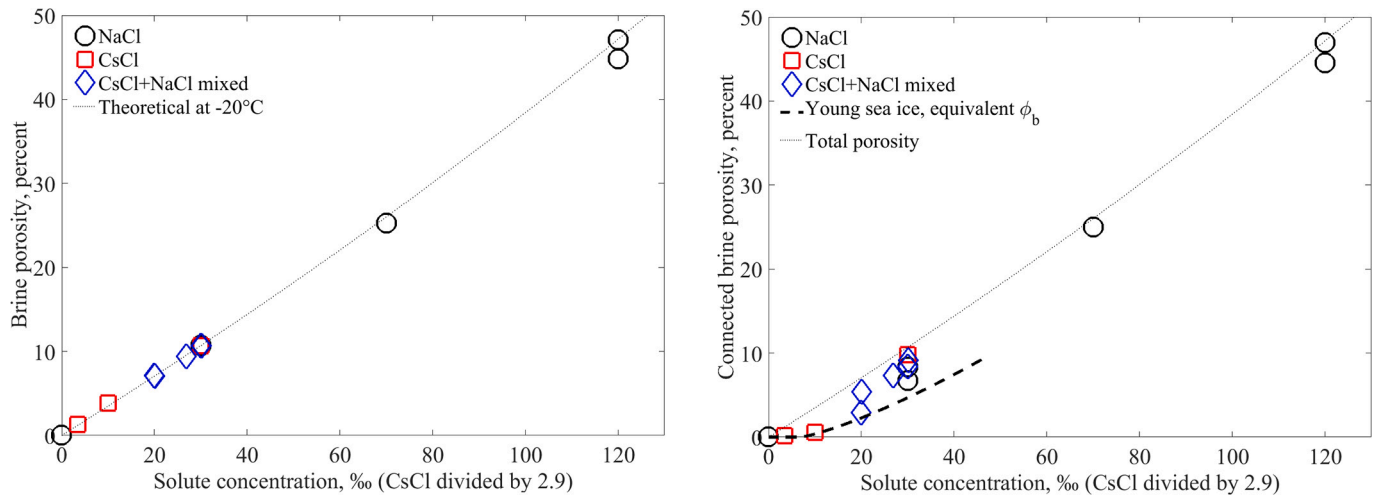 50
40
30
20
10
0
Brine porosity, percent
NaCl
CsCl
CsCl+NaCl mixed
Theoretical at -20°C
0 20 40 60 80 100 120
Solute concentration, ‰ (CsCl divided by 2.9)
50
40
30
20
10
0
Connected brine porosity, percent
NaCl
CsCl
CsCl+NaCl mixed
Young sea ice, equivalent ϕb
Total porosity
0 20 40 60 80 100 120
Solute concentration, ‰ (CsCl divided by 2.9)